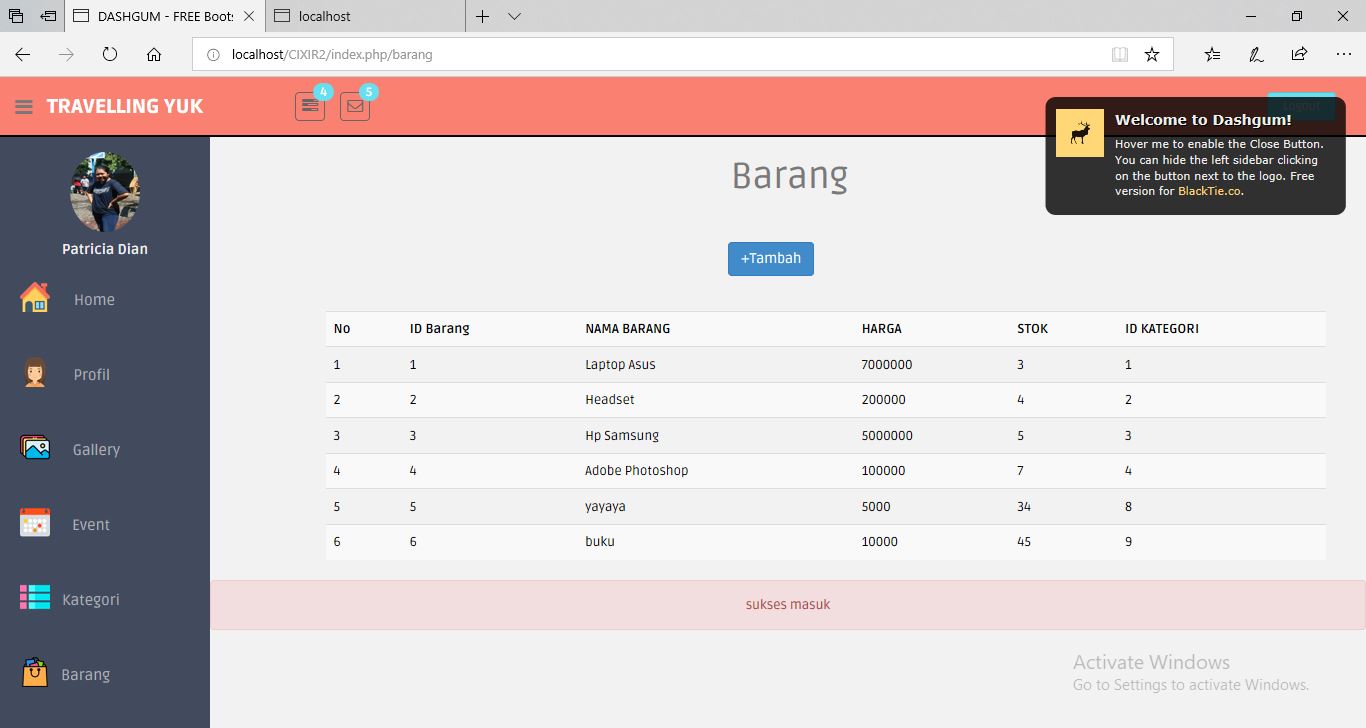 DASHGUM - FREE Boots
localhost
localhost/CIXIR2/index.php/barang
TRAVELLING YUK
4
5
Logout
Welcome to Dashgum!
Hover me to enable the Close Button.
You can hide the left sidebar clicking
on the button next to the logo. Free
version for BlackTie.co.
Patricia Dian
Home
Profil
Gallery
Event
Kategori
Barang
Barang
+Tambah
No ID Barang NAMA BARANG HARGA STOK ID KATEGORI
1 1 Laptop Asus 7000000 3 1
2 2 Headset 200000 4 2
3 3 Hp Samsung 5000000 5 3
4 4 Adobe Photoshop 100000 7 4
5 5 yayaya 5000 34 8
6 6 buku 10000 45 9
sukses masuk
Activate Windows
Go to Settings to activate Windows.